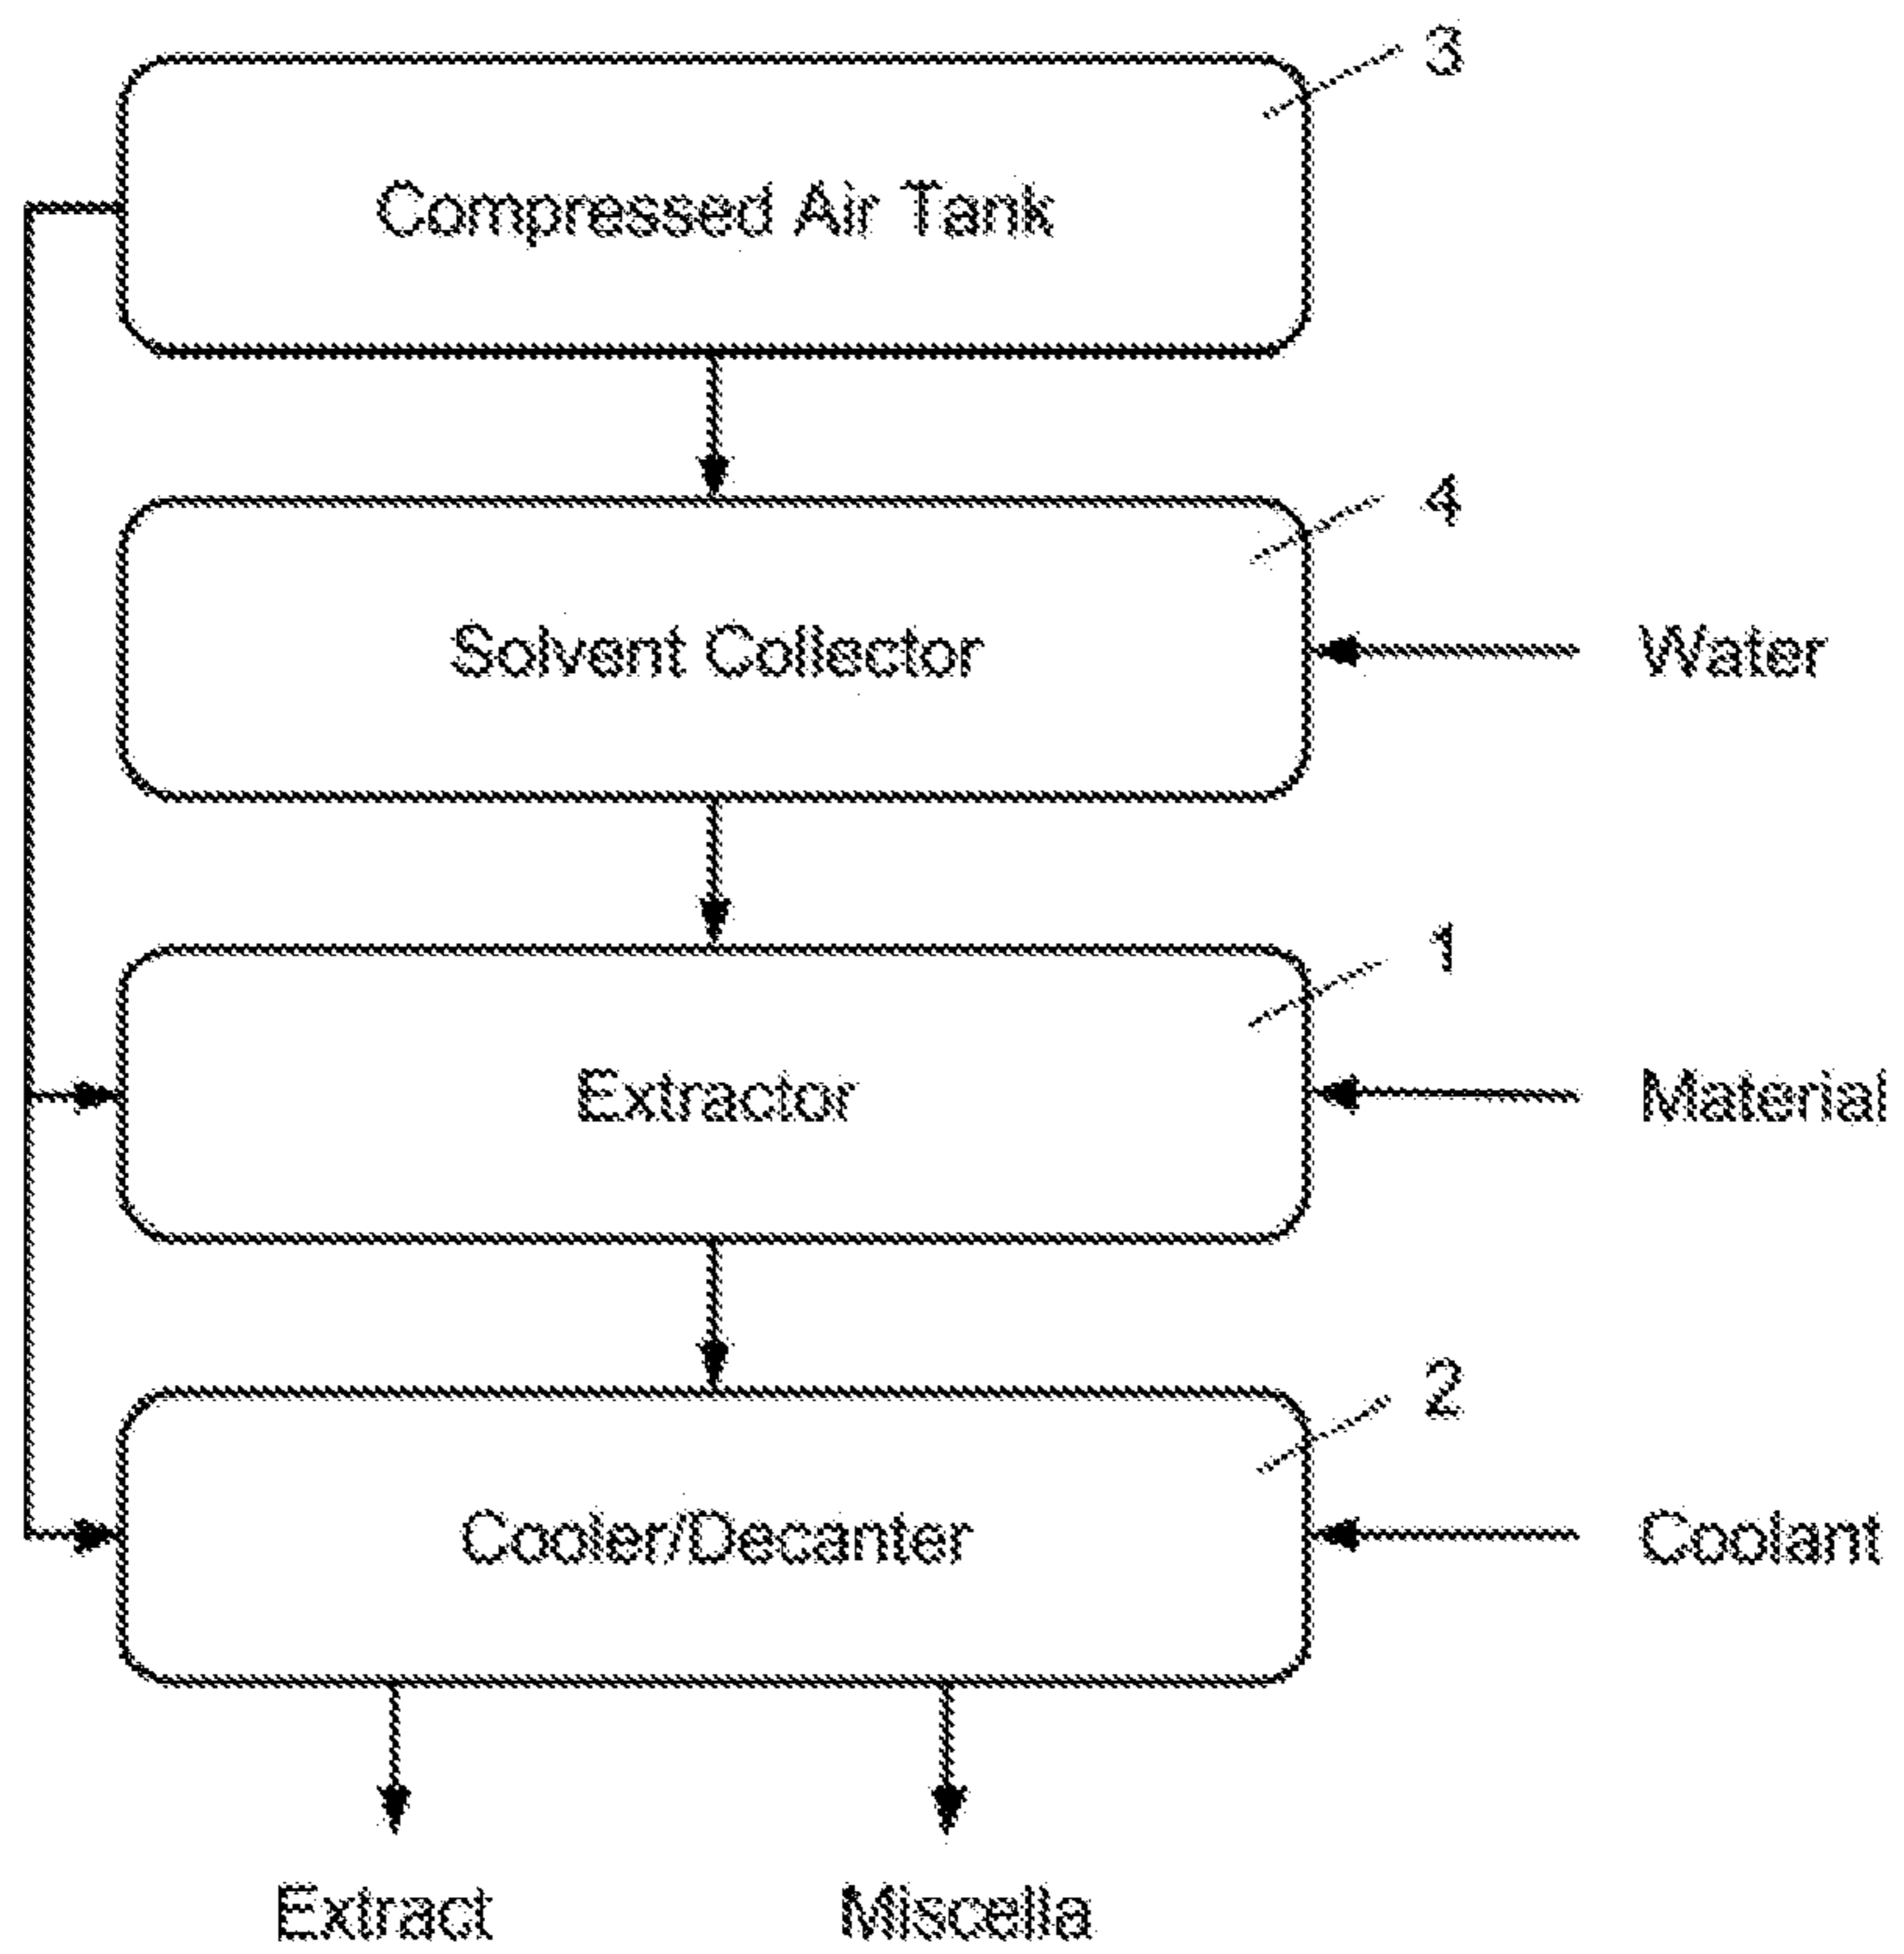 3
Compressed Air Tank
4
Solvent Collector
Water
1
Extractor
Material
2
Cooler/Decanter
Coolant
Extract
Miscella